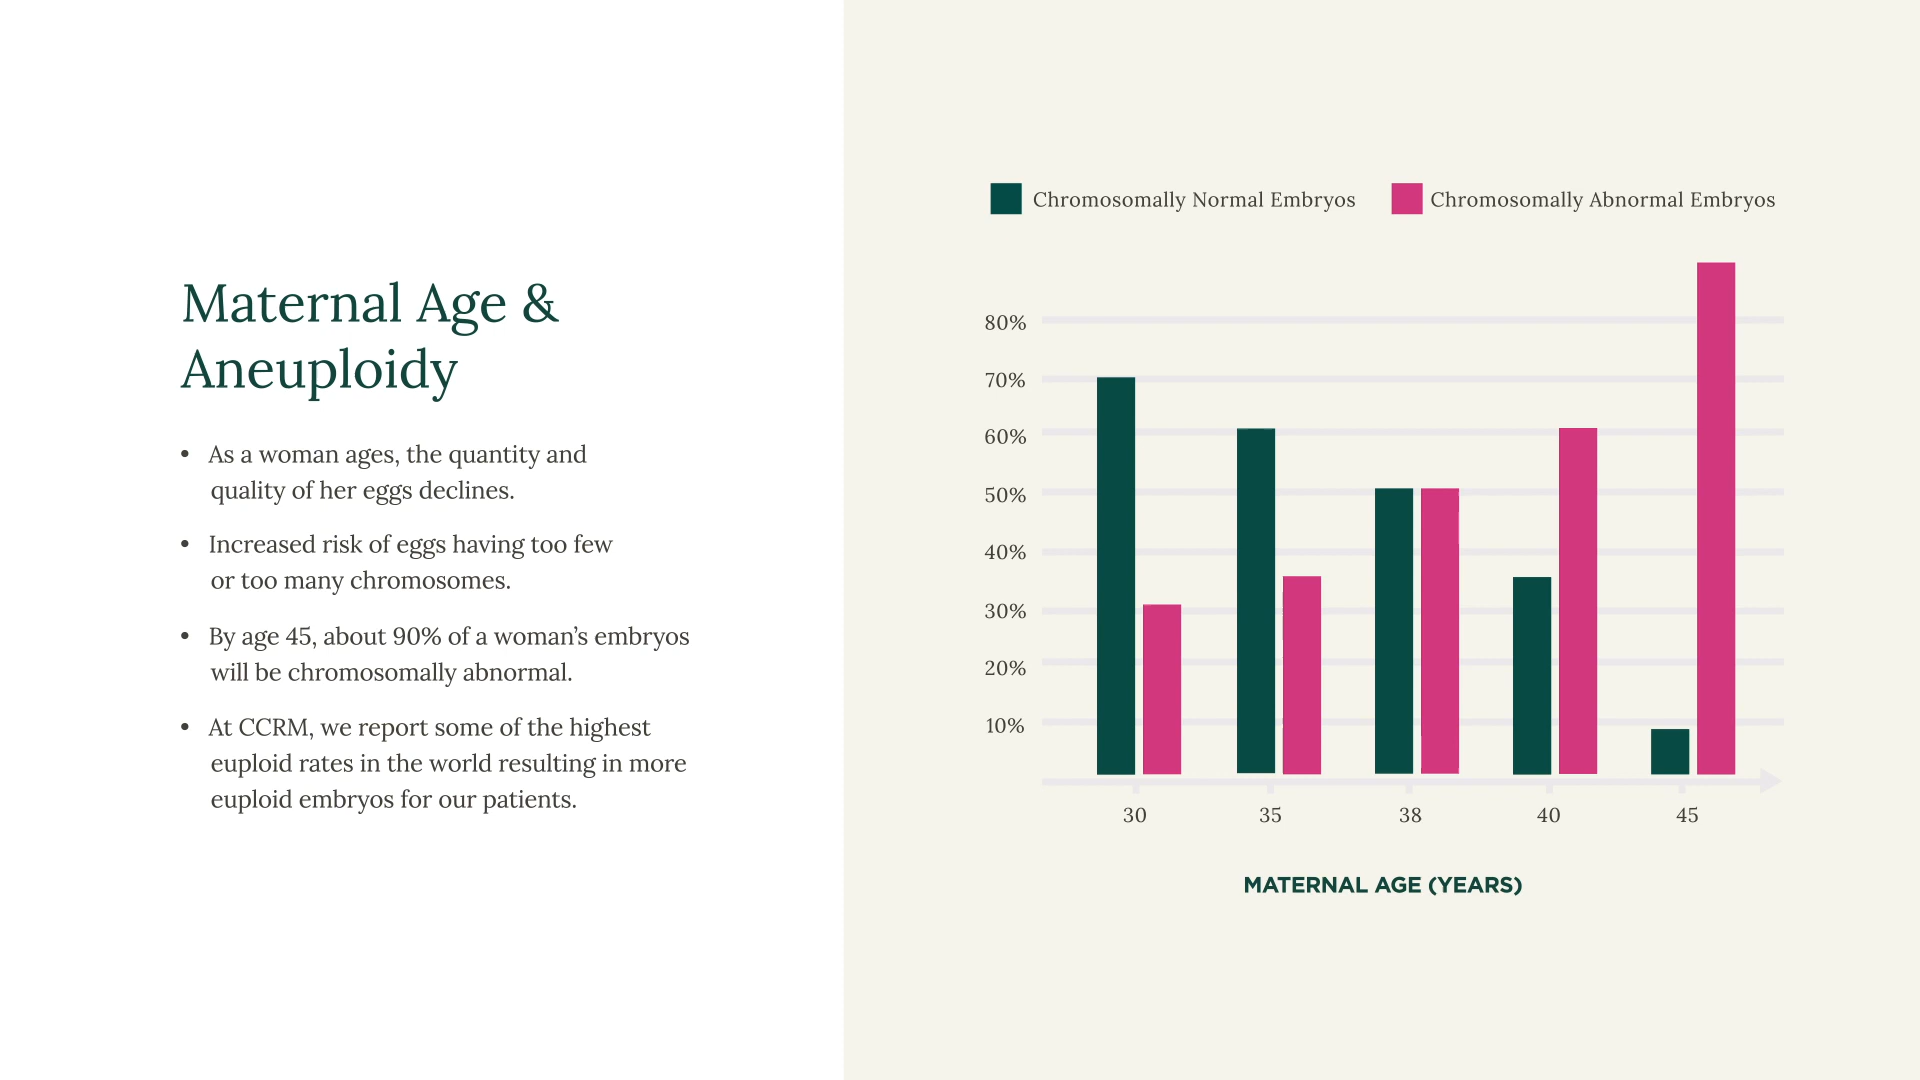 Maternal Age &
Aneuploidy
• As a woman ages, the quantity and
quality of her eggs declines.
• Increased risk of eggs having too few
or too many chromosomes.
• By age 45, about 90% of a woman’s embryos
will be chromosomally abnormal.
• At CCRM, we report some of the highest
euploid rates in the world resulting in more
euploid embryos for our patients.
Chromosomally Normal Embryos
Chromosomally Abnormal Embryos
80%
70%
60%
50%
40%
30%
20%
10%
30 35 38 40 45
MATERNAL AGE (YEARS)